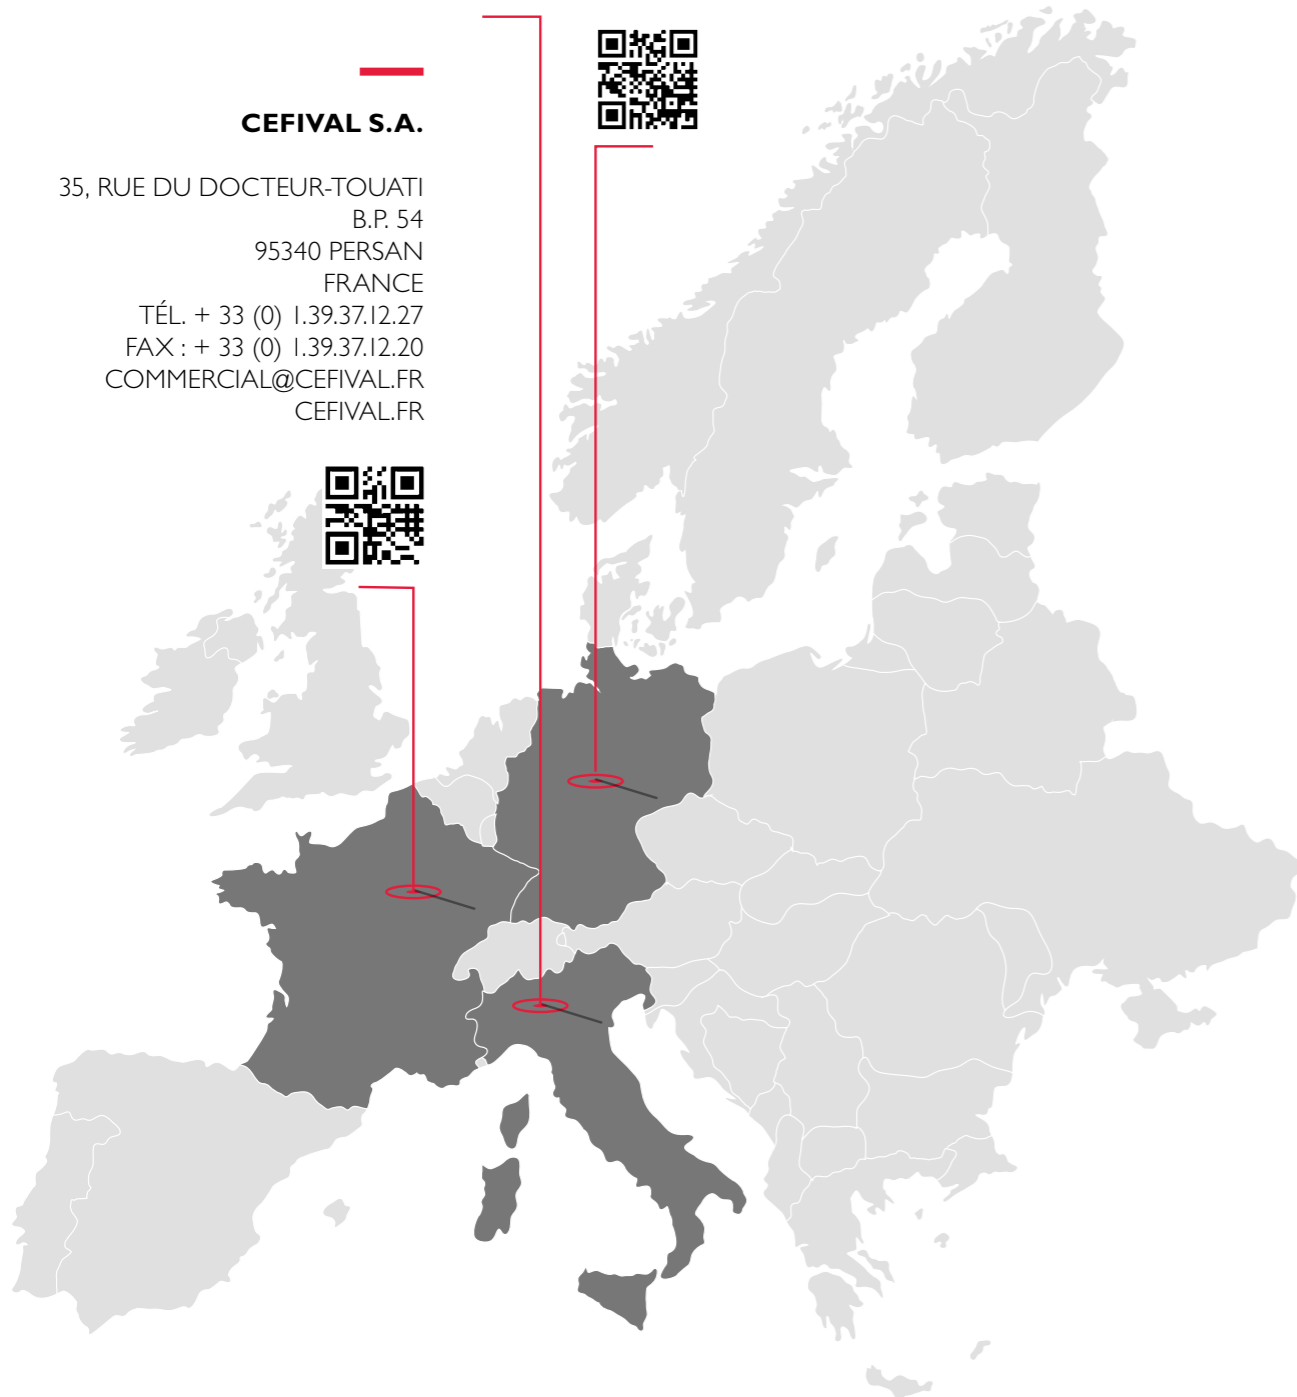 CEFIVAL S.A.
35, RUE DU DOCTEUR-TOUATI
B.P. 54
95340 PERSAN
FRANCE
TÉL. + 33 (0) 1.39.37.12.27
FAX : + 33 (0) 1.39.37.12.20
COMMERCIAL@CEFIVAL.FR
CEFIVAL.FR